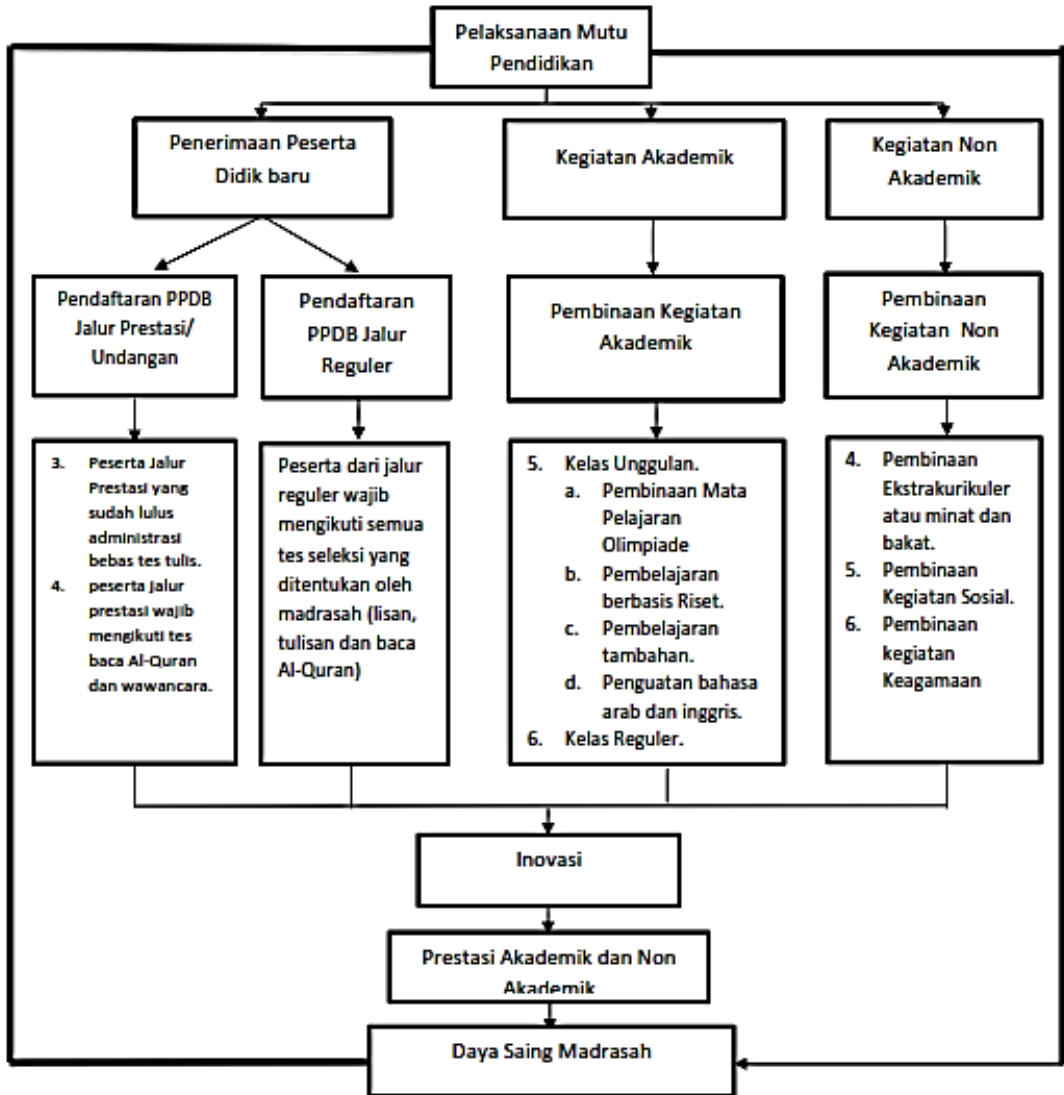 Pelaksanaan Mutu
Pendidikan
Penerimaan Peserta
Didik baru
Kegiatan Akademik
Kegiatan Non
Akademik
Pendaftaran PPDB
Jalur Prestasi/
Undangan
Pendaftaran
PPDB Jalur
Reguler
Pembinaan Kegiatan
Akademik
Pembinaan
Kegiatan Non
Akademik
3. Peserta Jalur
Prestasi yang
sudah lulus
administrasi
bebas tes tulis.
4. peserta jalur
prestasi wajib
mengikuti tes
baca Al-Quran
dan wawancara.
Peserta dari jalur
reguler wajib
mengikuti semua
tes seleksi yang
ditentukan oleh
madrasah (lisan,
tulisan dan baca
Al-Quran)
5. Kelas Unggulan.
a. Pembinaan Mata
Pelajaran
Olimpiade
b. Pembelajaran
berbasis Riset.
c. Pembelajaran
tambahan.
d. Penguatan bahasa
arab dan inggris.
6. Kelas Reguler.
4. Pembinaan
Ekstrakurikuler
atau minat dan
bakat.
5. Pembinaan
Kegiatan Sosial.
6. Pembinaan
kegiatan
Keagamaan
Inovasi
Prestasi Akademik dan Non
Akademik
Daya Saing Madrasah